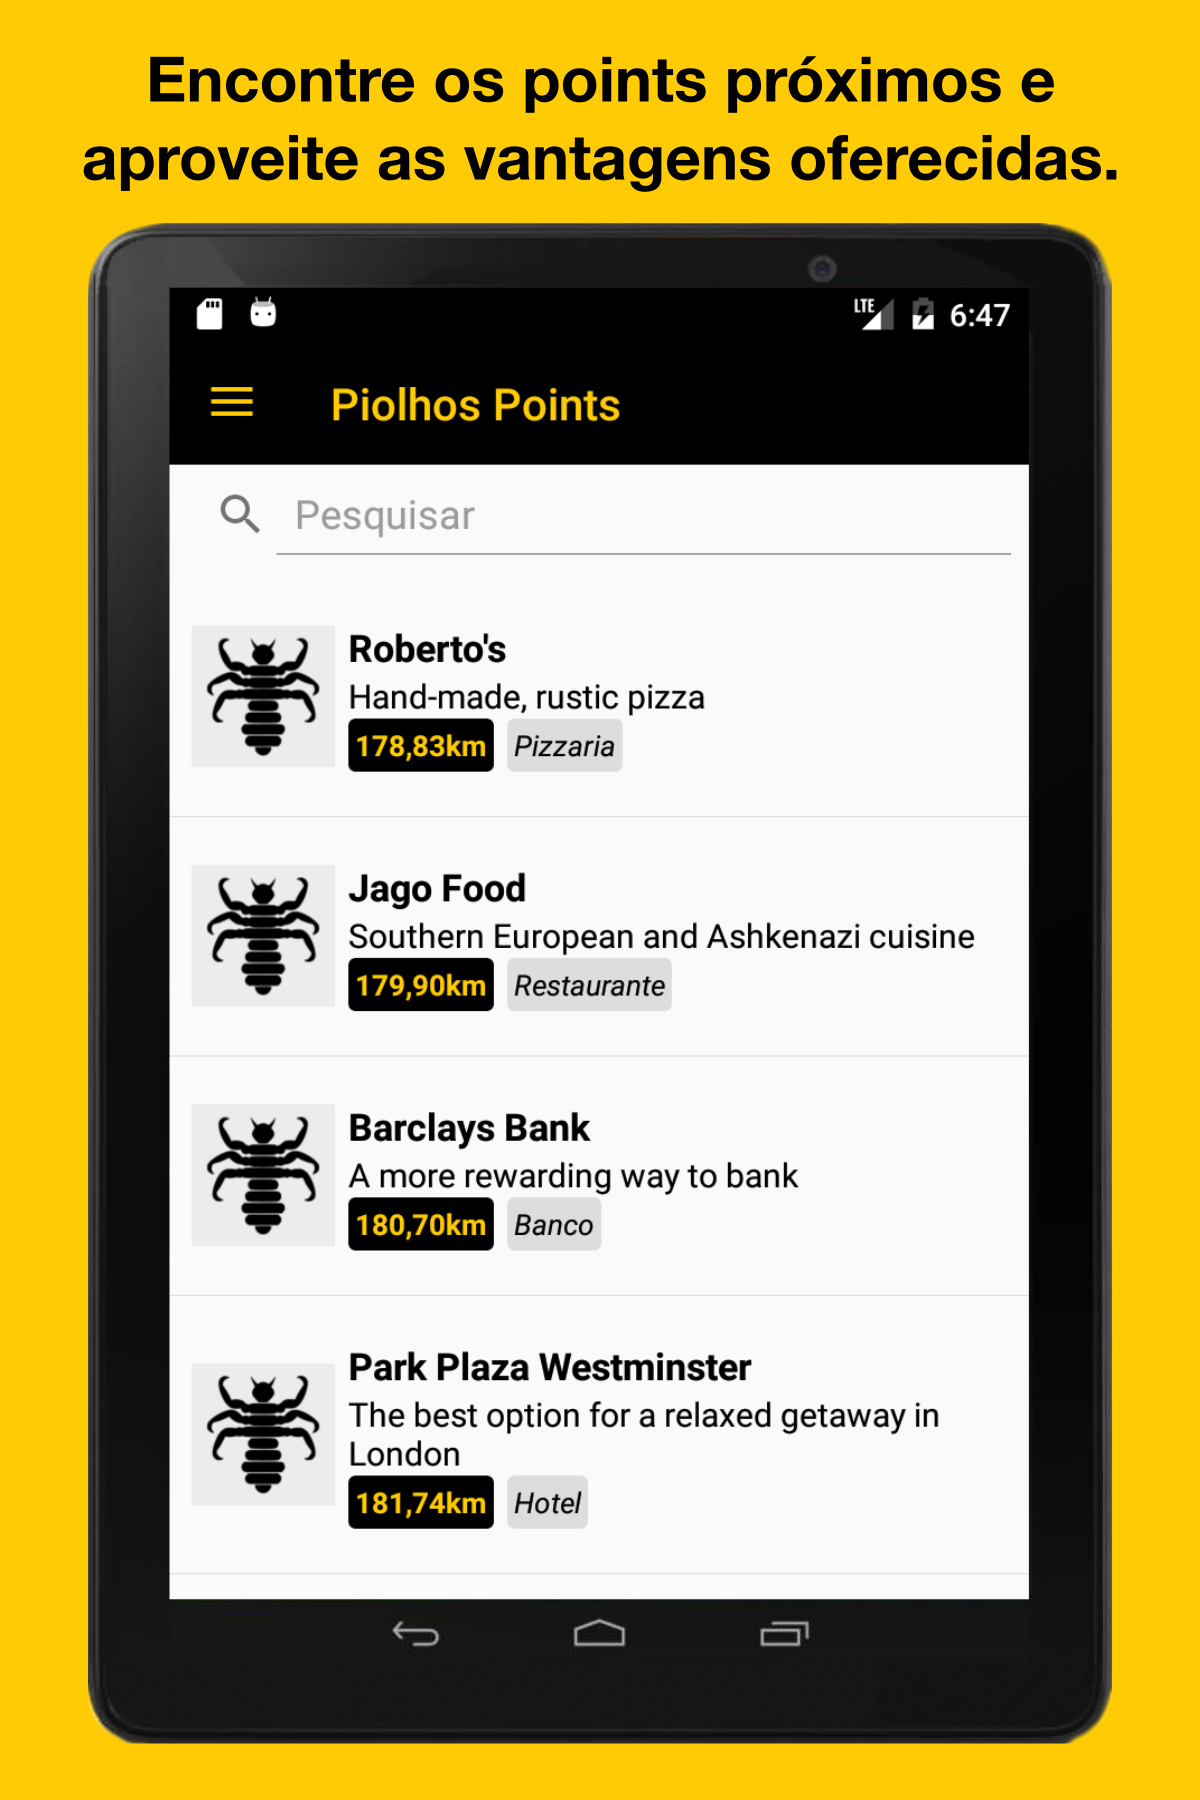 Encontre os points próximos e
aproveite as vantagens oferecidas.
LTE 6:47
Piolhos Points
Pesquisar
Roberto's
Hand-made, rustic pizza
178,83km Pizzaria
Jago Food
Southern European and Ashkenazi cuisine
179,90km Restaurante
Barclays Bank
A more rewarding way to bank
180,70km Banco
Park Plaza Westminster
The best option for a relaxed getaway in
London
181,74km Hotel